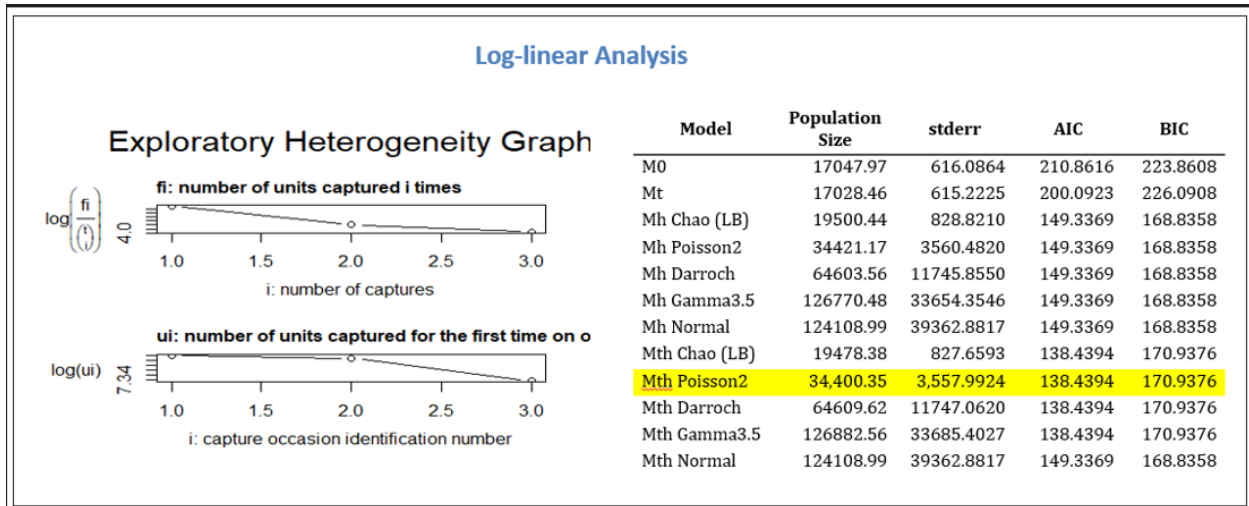 Log-linear Analysis
Exploratory Heterogeneity Graph
fi: number of units captured i times
log(fi/(t i))
4.0
1.0 1.5 2.0 2.5 3.0
i: number of captures
ui: number of units captured for the first time on o
log(ui)
7.34
1.0 1.5 2.0 2.5 3.0
i: capture occasion identification number
Model Population Size stderr AIC BIC
M0 17047.97 616.0864 210.8616 223.8608
Mt 17028.46 615.2225 200.0923 226.0908
Mh Chao (LB) 19500.44 828.8210 149.3369 168.8358
Mh Poisson2 34421.17 3560.4820 149.3369 168.8358
Mh Darroch 64603.56 11745.8550 149.3369 168.8358
Mh Gamma3.5 126770.48 33654.3546 149.3369 168.8358
Mh Normal 124108.99 39362.8817 149.3369 168.8358
Mth Chao (LB) 19478.38 827.6593 138.4394 170.9376
Mth Poisson2 34,400.35 3,557.9924 138.4394 170.9376
Mth Darroch 64609.62 11747.0620 138.4394 170.9376
Mth Gamma3.5 126882.56 33685.4027 138.4394 170.9376
Mth Normal 124108.99 39362.8817 149.3369 168.8358